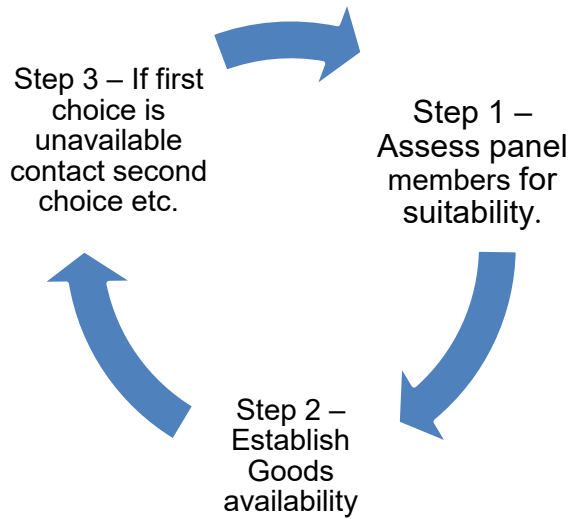 Step 1 –
Assess panel
members for
suitability.
Step 2 –
Establish
Goods
availability
Step 3 – If first
choice is
unavailable
contact second
choice etc.